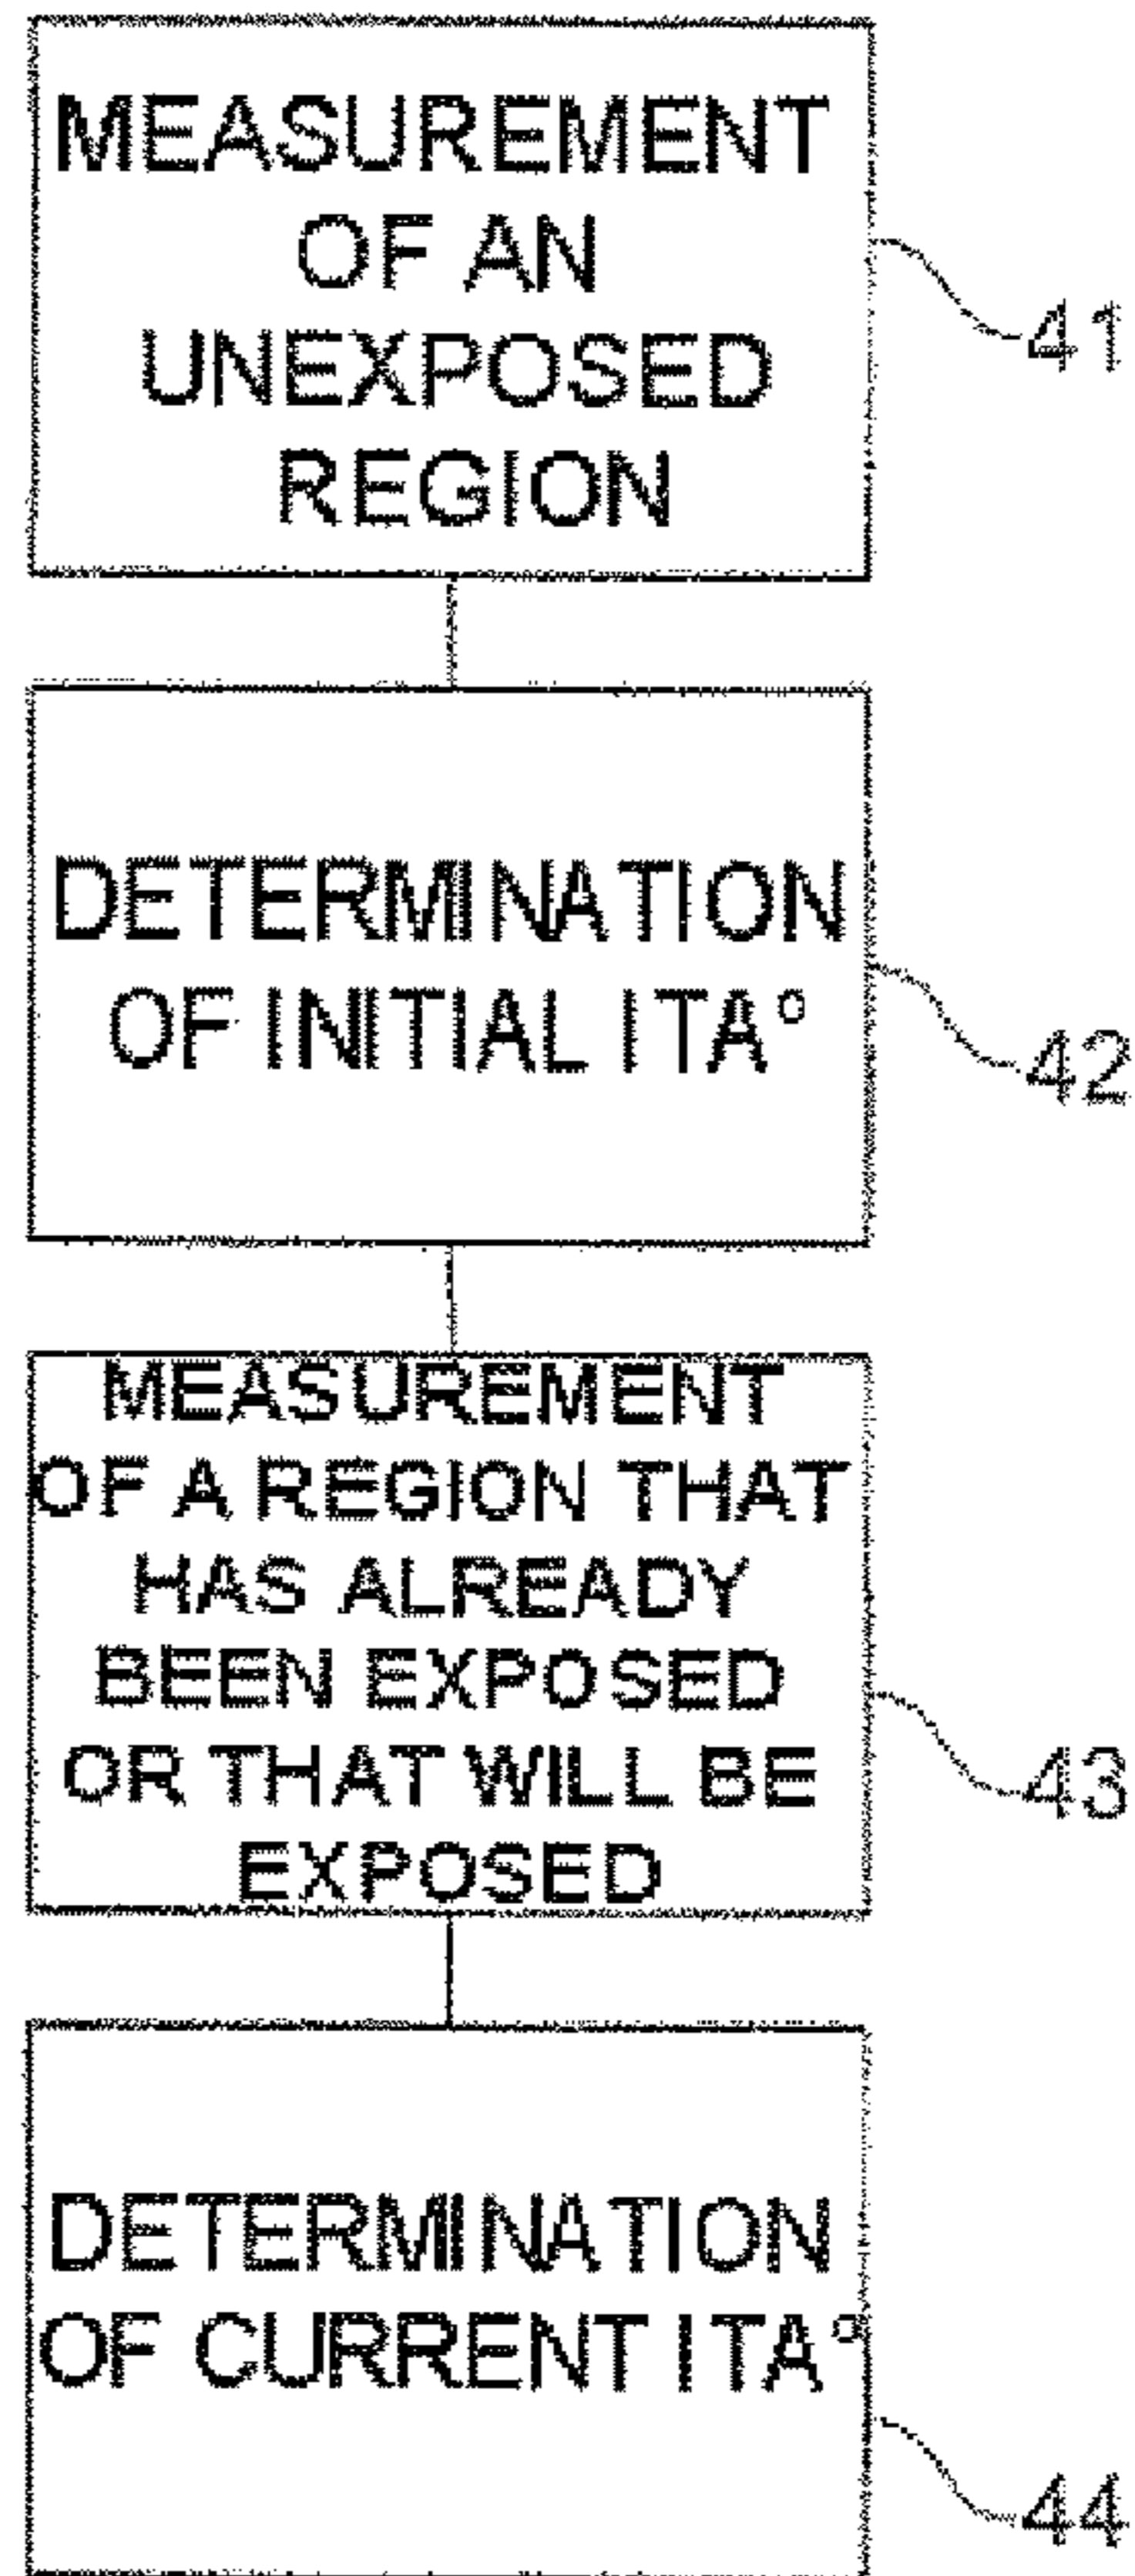 MEASUREMENT
OF AN
UNEXPOSED
REGION
41
DETERMINATION
OF INITIAL ITA°
42
MEASUREMENT
OF A REGION THAT
HAS ALREADY
BEEN EXPOSED
OR THAT WILL BE
EXPOSED
43
DETERMINATION
OF CURRENT ITA°
44